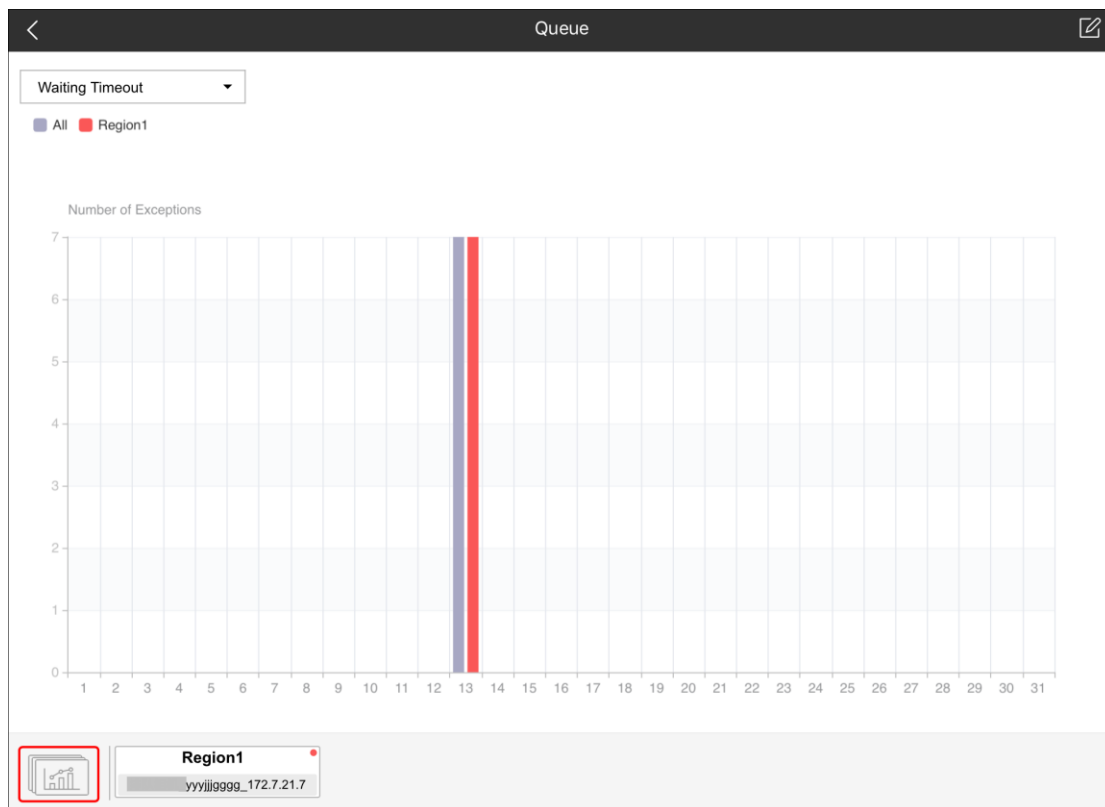 Queue
Waiting Timeout
All Region1
Number of Exceptions
7
6
5
4
3
2
1
0
1 2 3 4 5 6 7 8 9 10 11 12 13 14 15 16 17 18 19 20 21 22 23 24 25 26 27 28 29 30 31
Region1
_yyyjjjgggg_172.7.21.7